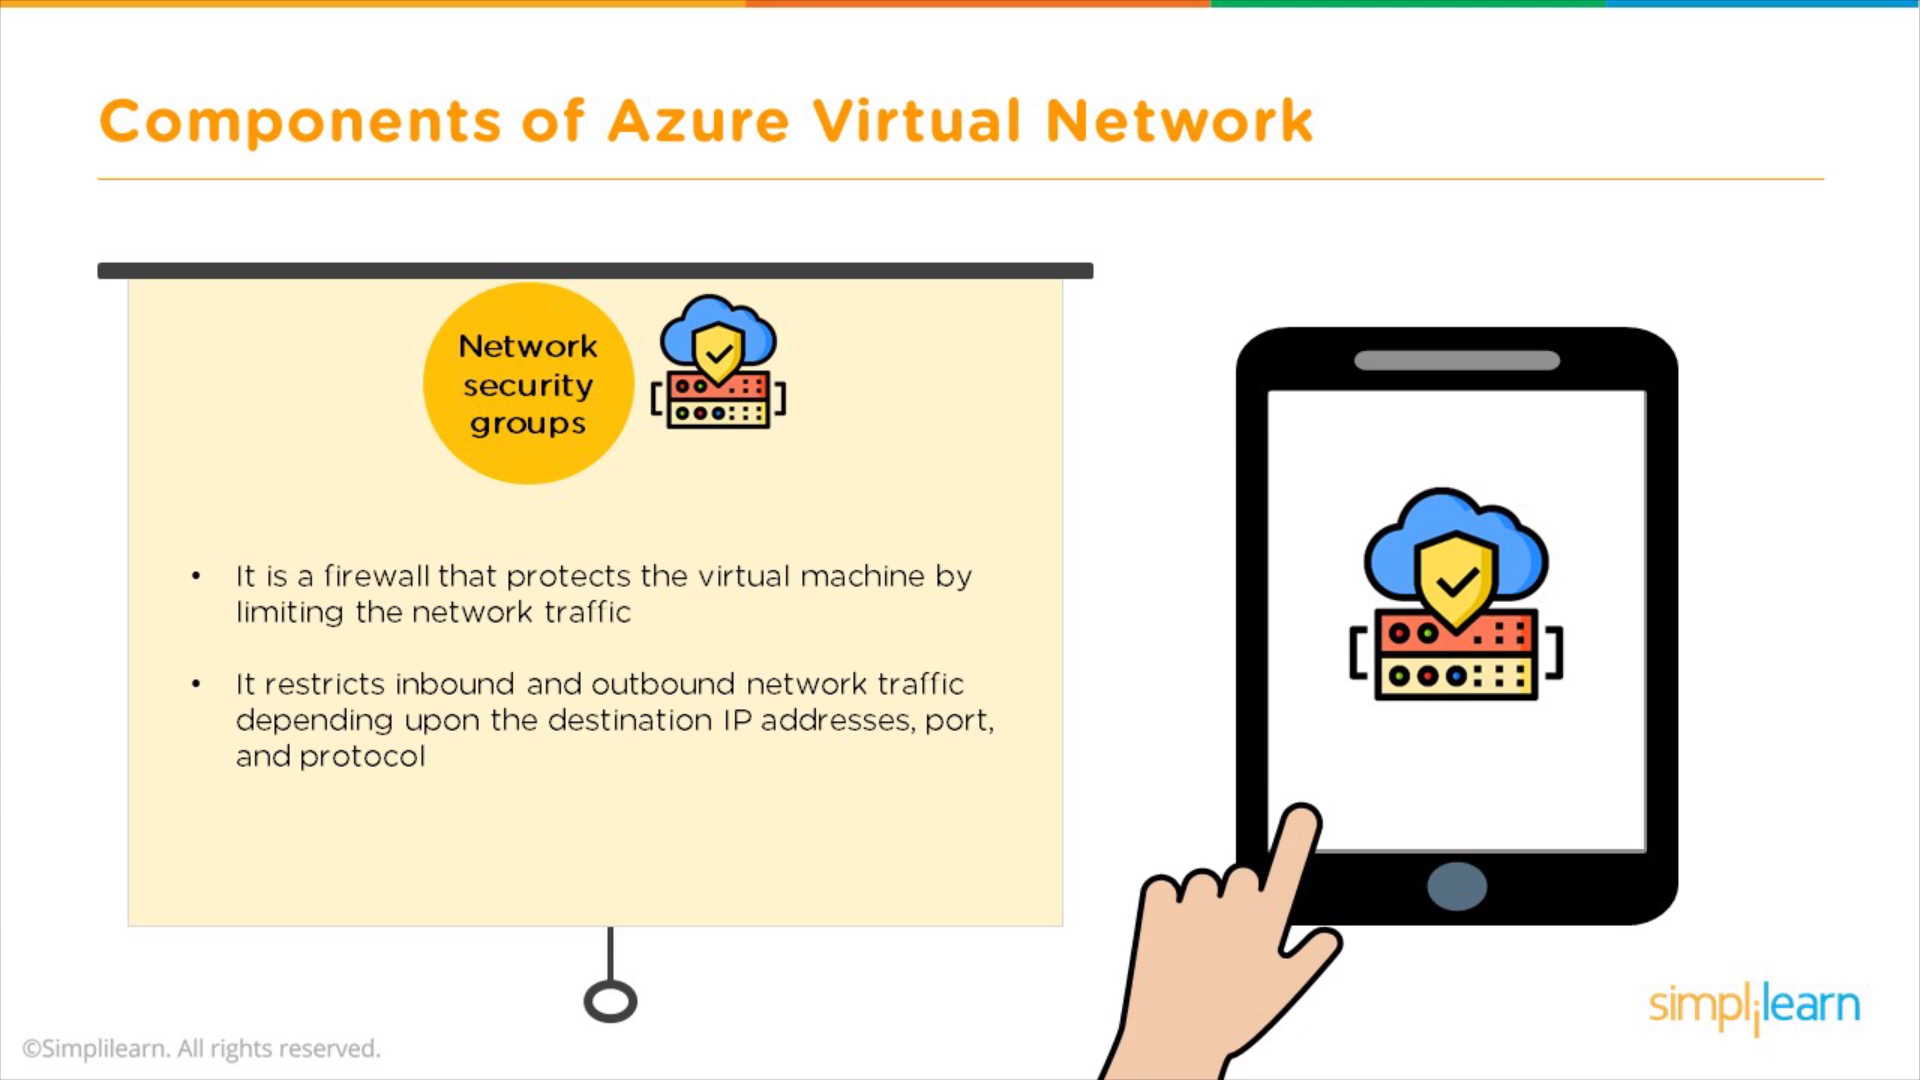 Components of Azure Virtual Network
Network
security
groups
• It is a firewall that protects the virtual machine by
limiting the network traffic
• It restricts inbound and outbound network traffic
depending upon the destination IP addresses, port,
and protocol
simplilearn
©Simplilearn. All rights reserved.